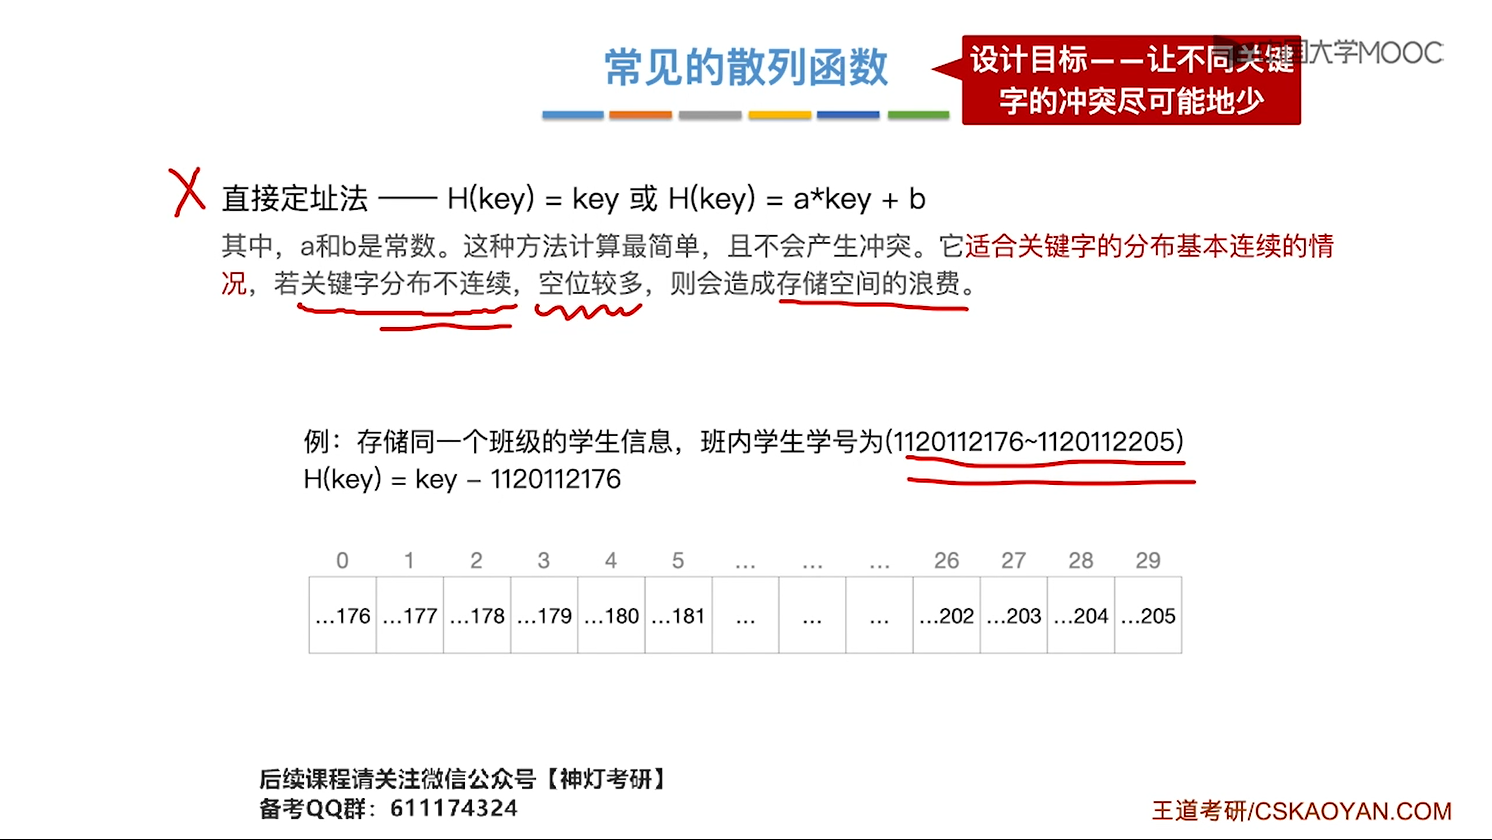 常见的散列函数
设计目标——让不同关键
字的冲突尽可能地少
中国大学MOOC
直接定址法 —— H(key) = key 或 H(key) = a*key + b
其中，a和b是常数。这种方法计算最简单，且不会产生冲突。它适合关键字的分布基本连续的情
况，若关键字分布不连续，空位较多，则会造成存储空间的浪费。
例：存储同一个班级的学生信息，班内学生学号为(1120112176~1120112205)
H(key) = key – 1120112176
0 1 2 3 4 5 ... ... ... 26 27 28 29
...176 ...177 ...178 ...179 ...180 ...181 ... ... ... ...202 ...203 ...204 ...205
后续课程请关注微信公众号【神灯考研】
备考QQ群：611174324
王道考研/CSKAOYAN.COM